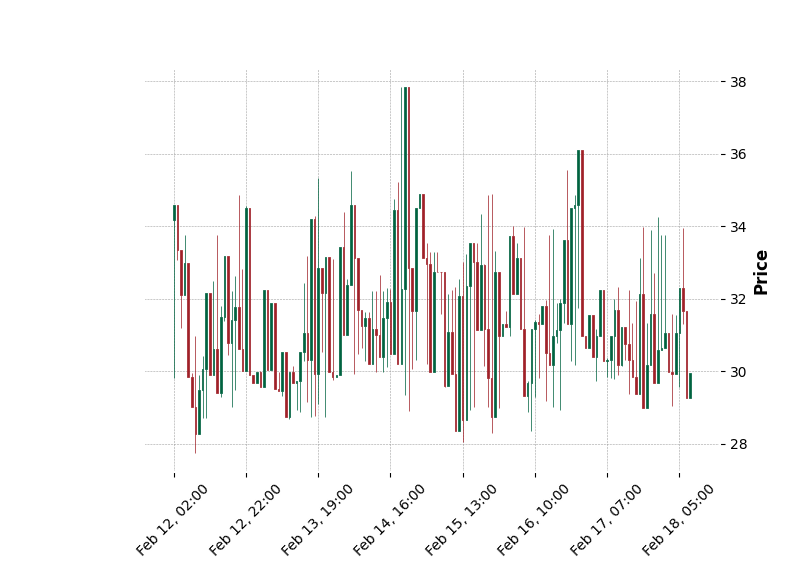 38
36
34
32
30
28
Price
Feb 12, 02:00
Feb 12, 22:00
Feb 13, 19:00
Feb 14, 16:00
Feb 15, 13:00
Feb 16, 10:00
Feb 17, 07:00
Feb 18, 05:00